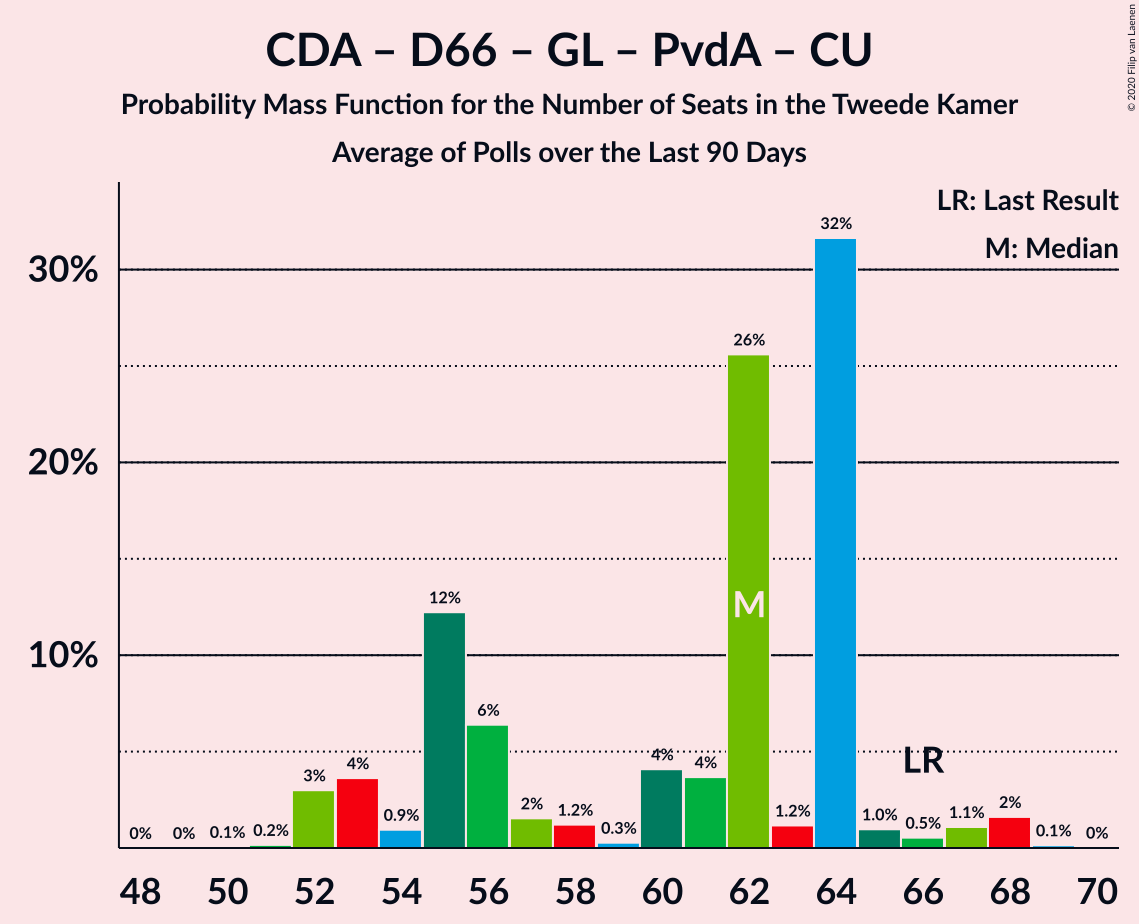 CDA – D66 – GL – PvdA – CU
Probability Mass Function for the Number of Seats in the Tweede Kamer
Average of Polls over the Last 90 Days
© 2020 Filip van Laenen
LR: Last Result
M: Median
30%
20%
10%
0% 0% 0.1% 0.2% 3% 4% 0.9% 12% 6% 2% 1.2% 0.3% 4% 4% 26% 1.2% 32% 1.0% 0.5% 1.1% 2% 0.1% 0%
M
LR
48 50 52 54 56 58 60 62 64 66 68 70